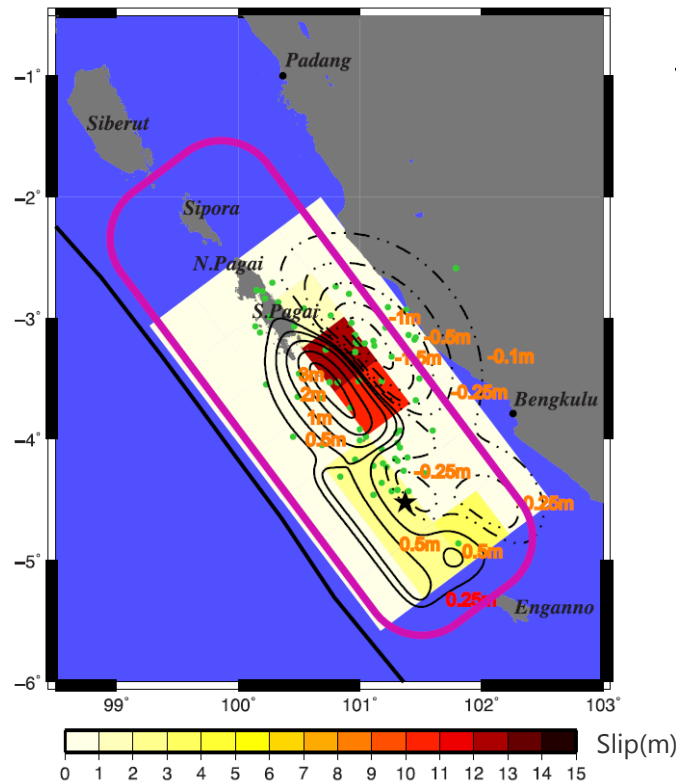 −1°
Padang
Siberut
−2°
Sipora
N.Pagai
−3°
S.Pagai
-1m
-0.5m
-0.1m
-1.5m
3m
2m
-0.25m
Bengkulu
1m
0.5m
−4°
-0.25m
0.25m
0.5m
0.5m
−5°
0.25m
Enganno
−6°
99° 100° 101° 102° 103°
Slip(m)
0 1 2 3 4 5 6 7 8 9 10 11 12 13 14 15